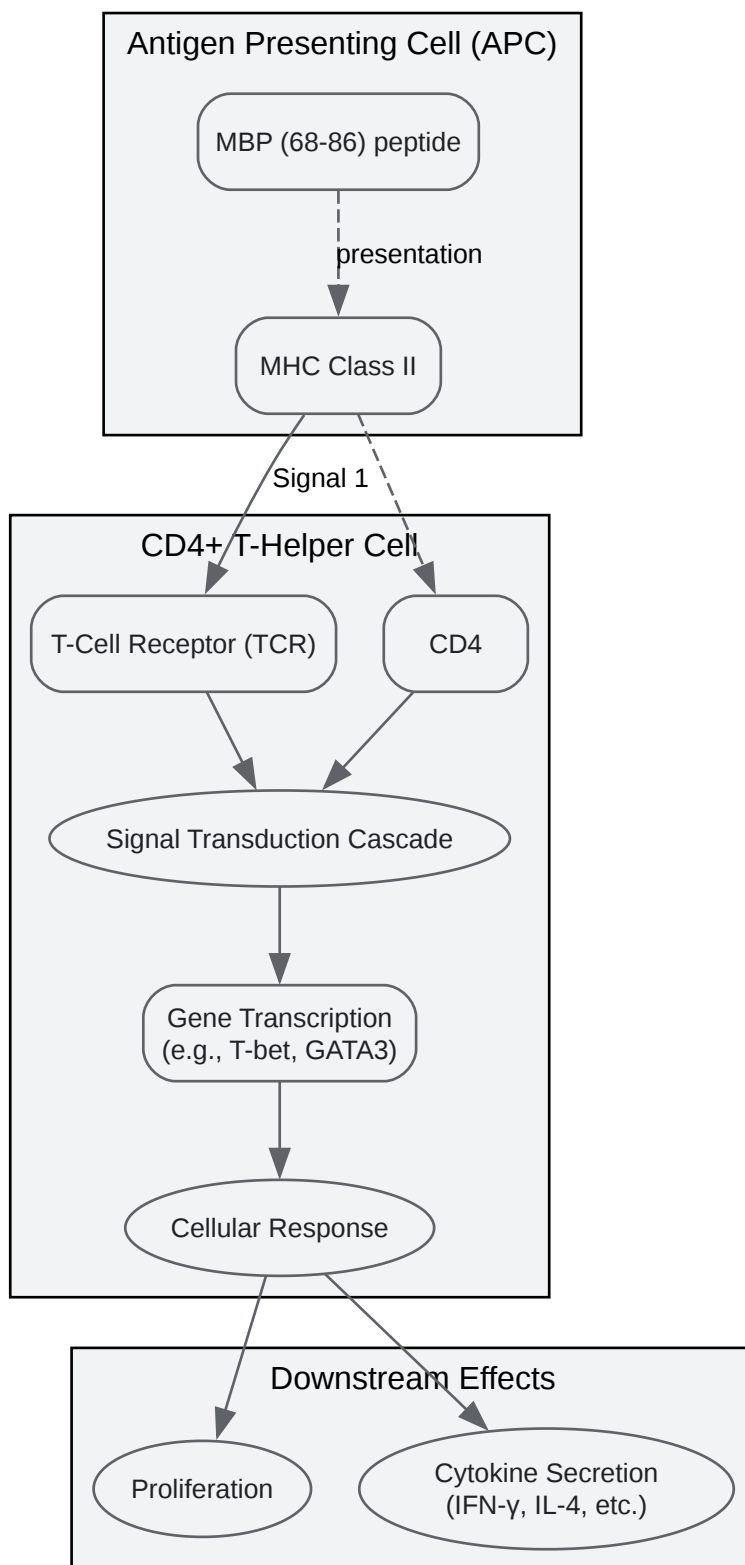 Antigen Presenting Cell (APC)
MBP (68-86) peptide
presentation
MHC Class II
Signal 1
CD4+ T-Helper Cell
T-Cell Receptor (TCR)
CD4
Signal Transduction Cascade
Gene Transcription
(e.g., T-bet, GATA3)
Cellular Response
Downstream Effects
Proliferation
Cytokine Secretion
(IFN-γ, IL-4, etc.)